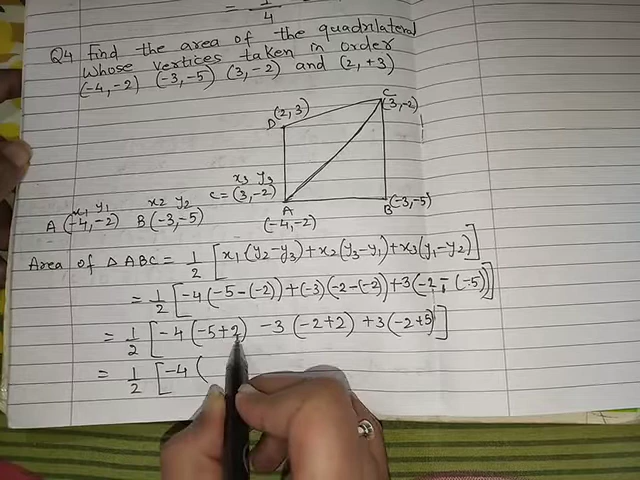 = 1/4
Q4 Find the area of the quadrilateral
whose vertices taken in order
(-4,-2) (-3,-5) (3,-2) and (2,+3)
D (2,3)
C (3,-2)
x3 y3
C = (3,-2)
x1 y1 x2 y2
A (-4,-2) B (-3,-5)
A (-4,-2)
B (-3,-5)
Area of Δ ABC = 1/2 [x1(y2-y3)+x2(y3-y1)+x3(y1-y2)]
= 1/2 [-4(-5-(-2))+(-3)(-2-(-2))+3(-2-(-5))]
= 1/2 [-4(-5+2) -3(-2+2) +3(-2+5)]
= 1/2 [-4(